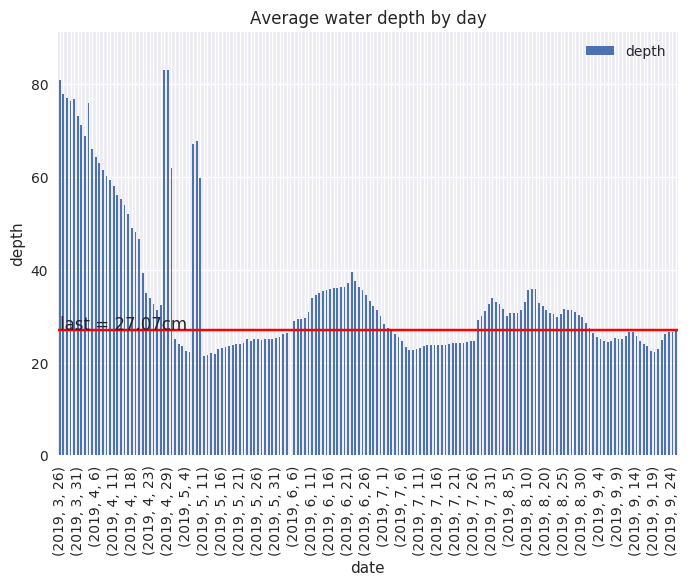 Average water depth by day
depth
80
60
40
20
0
depth
last = 27.07cm
(2019, 3, 26)
(2019, 3, 31)
(2019, 4, 6)
(2019, 4, 11)
(2019, 4, 18)
(2019, 4, 23)
(2019, 4, 29)
(2019, 5, 4)
(2019, 5, 11)
(2019, 5, 16)
(2019, 5, 21)
(2019, 5, 26)
(2019, 5, 31)
(2019, 6, 6)
(2019, 6, 11)
(2019, 6, 16)
(2019, 6, 21)
(2019, 6, 26)
(2019, 7, 1)
(2019, 7, 6)
(2019, 7, 11)
(2019, 7, 16)
(2019, 7, 21)
(2019, 7, 26)
(2019, 7, 31)
(2019, 8, 5)
(2019, 8, 10)
(2019, 8, 20)
(2019, 8, 25)
(2019, 8, 30)
(2019, 9, 4)
(2019, 9, 9)
(2019, 9, 14)
(2019, 9, 19)
(2019, 9, 24)
date